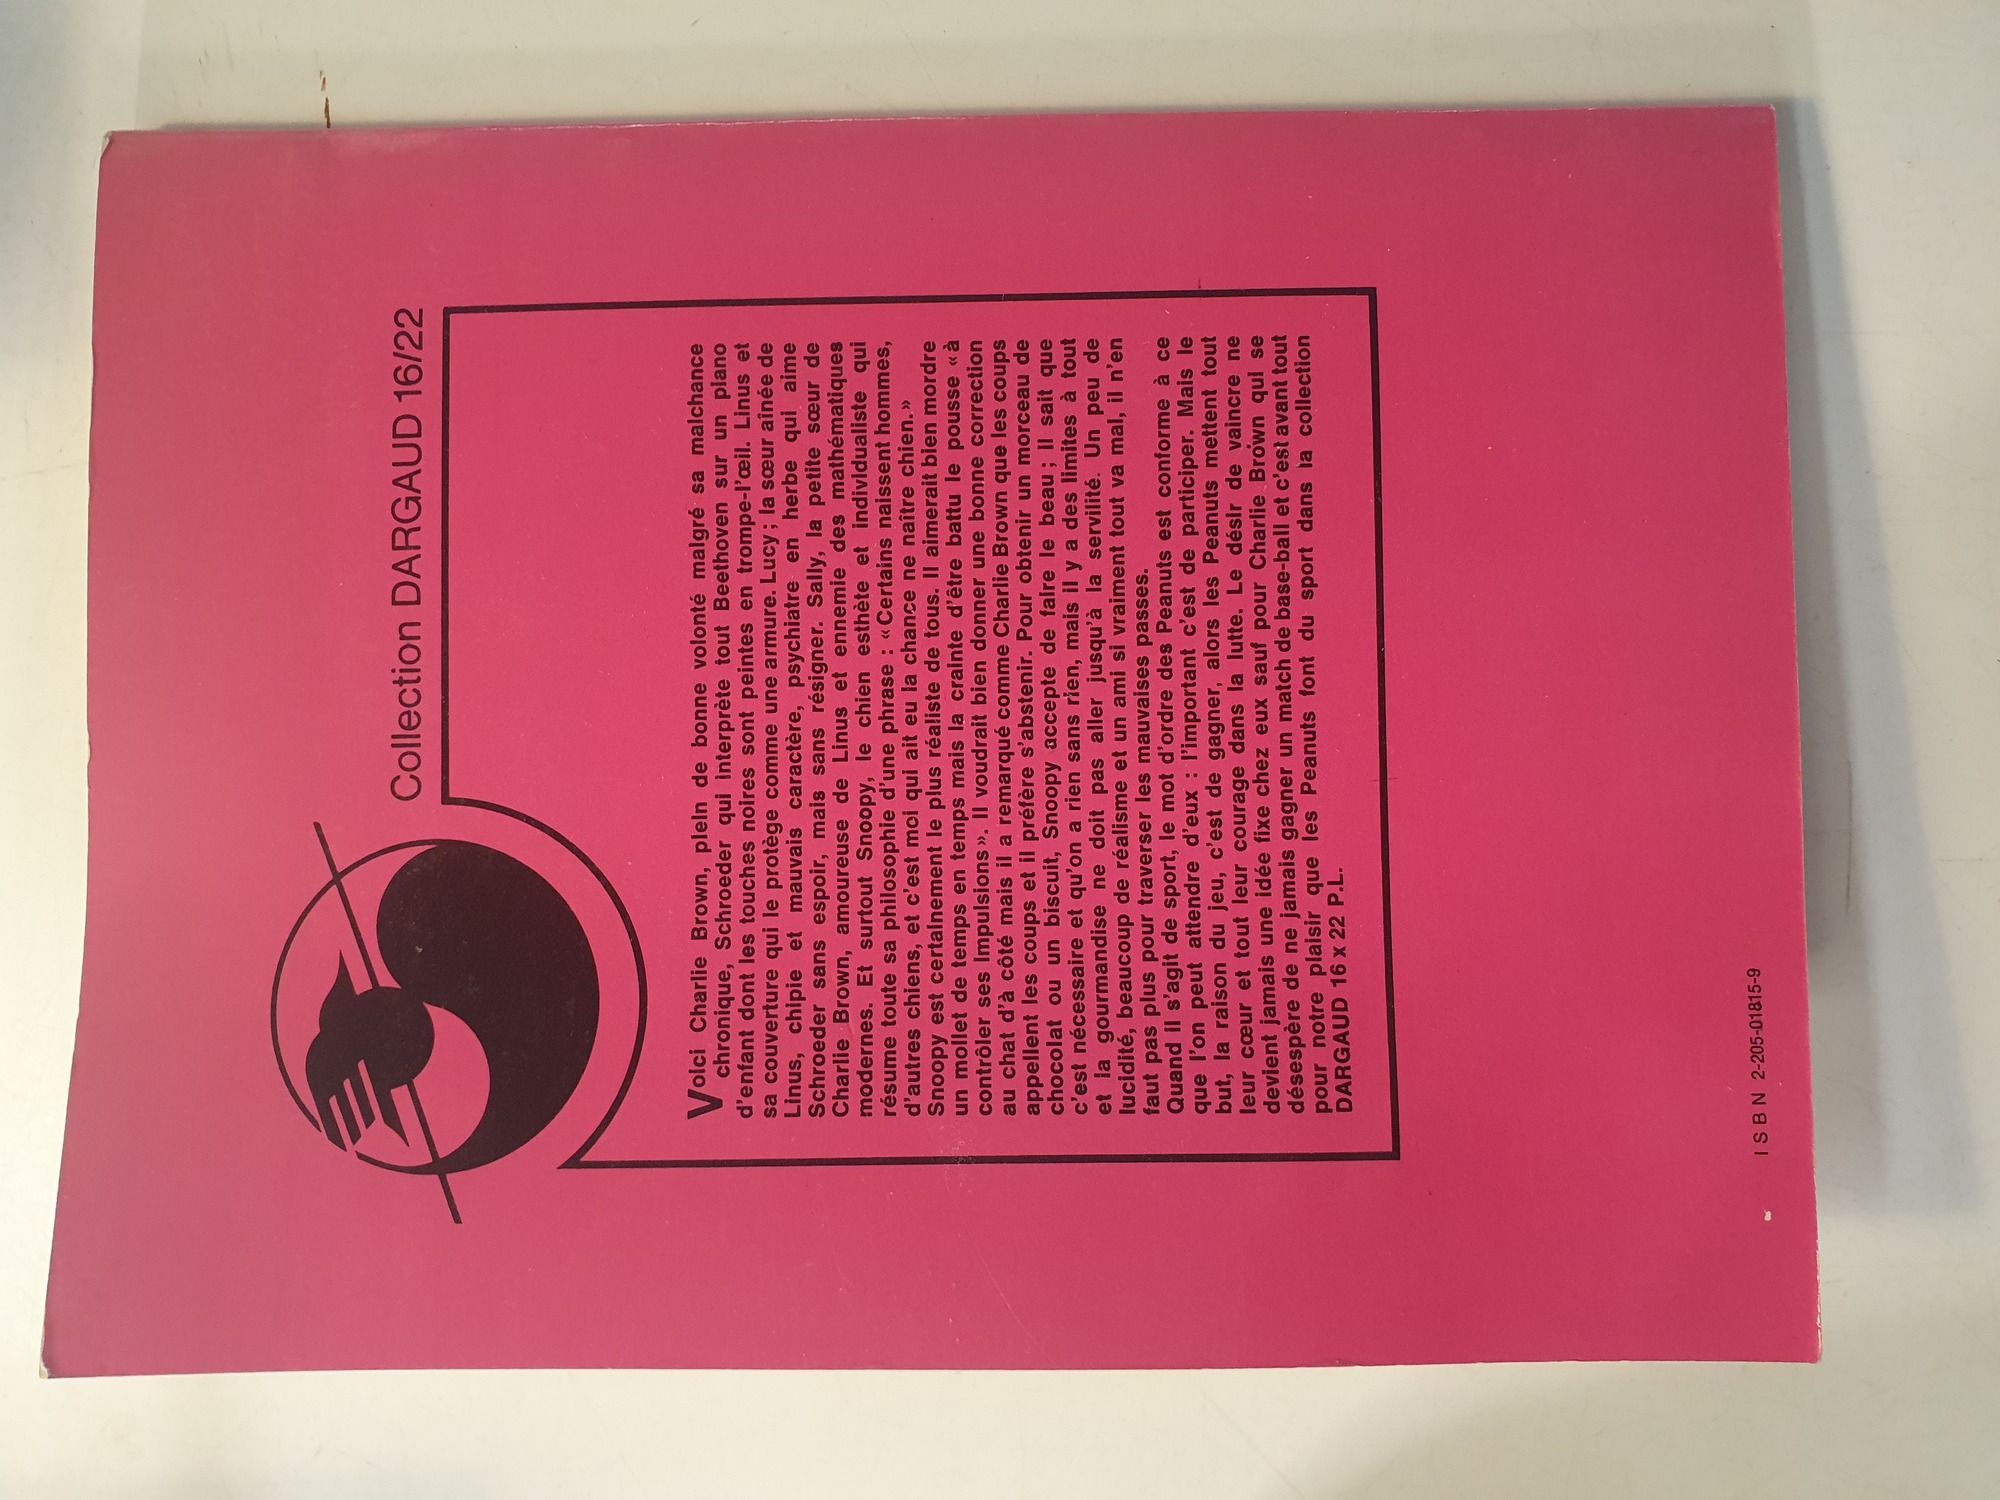 Collection DARGAUD 16/22
Voici Charlie Brown, plein de bonne volonté malgré sa malchance
chronique, Schroeder qui interprète tout Beethoven sur un piano
d'enfant dont les touches noires sont peintes en trompe-l'œil. Linus et
sa couverture qui le protège comme une armure. Lucy ; la sœur aînée de
Linus, chipie et mauvais caractère, psychiatre en herbe qui aime
Schroeder sans espoir, mais sans résigner. Sally, la petite sœur de
Charlie Brown, amoureuse de Linus et ennemie des mathématiques
modernes. Et surtout Snoopy, le chien esthète et individualiste qui
résume toute sa philosophie d'une phrase : « Certains naissent hommes,
d'autres chiens, et c'est moi qui ait eu la chance ne naître chien. »
Snoopy est certainement le plus réaliste de tous. Il aimerait bien mordre
un mollet de temps en temps mais la crainte d'être battu le pousse « à
contrôler ses impulsions ». Il voudrait bien donner une bonne correction
au chat d'à côté mais il a remarqué comme Charlie Brown que les coups
appellent les coups et il préfère s'abstenir. Pour obtenir un morceau de
chocolat ou un biscuit, Snoopy accepte de faire le beau ; il sait que
c'est nécessaire et qu'on a rien sans rien, mais il y a des limites à tout
et la gourmandise ne doit pas aller jusqu'à la servilité. Un peu de
lucidité, beaucoup de réalisme et un ami si vraiment tout va mal, il n'en
faut pas plus pour traverser les mauvaises passes.
Quand il s'agit de sport, le mot d'ordre des Peanuts est conforme à ce
que l'on peut attendre d'eux : l'important c'est de participer. Mais le
but, la raison du jeu, c'est de gagner, alors les Peanuts mettent tout
leur cœur et tout leur courage dans la lutte. Le désir de vaincre ne
devient jamais une idée fixe chez eux sauf pour Charlie Brown qui se
désespère de ne jamais gagner un match de base-ball et c'est avant tout
pour notre plaisir que les Peanuts font du sport dans la collection
DARGAUD 16 x 22 P.L.
ISBN 2-205-01815-9